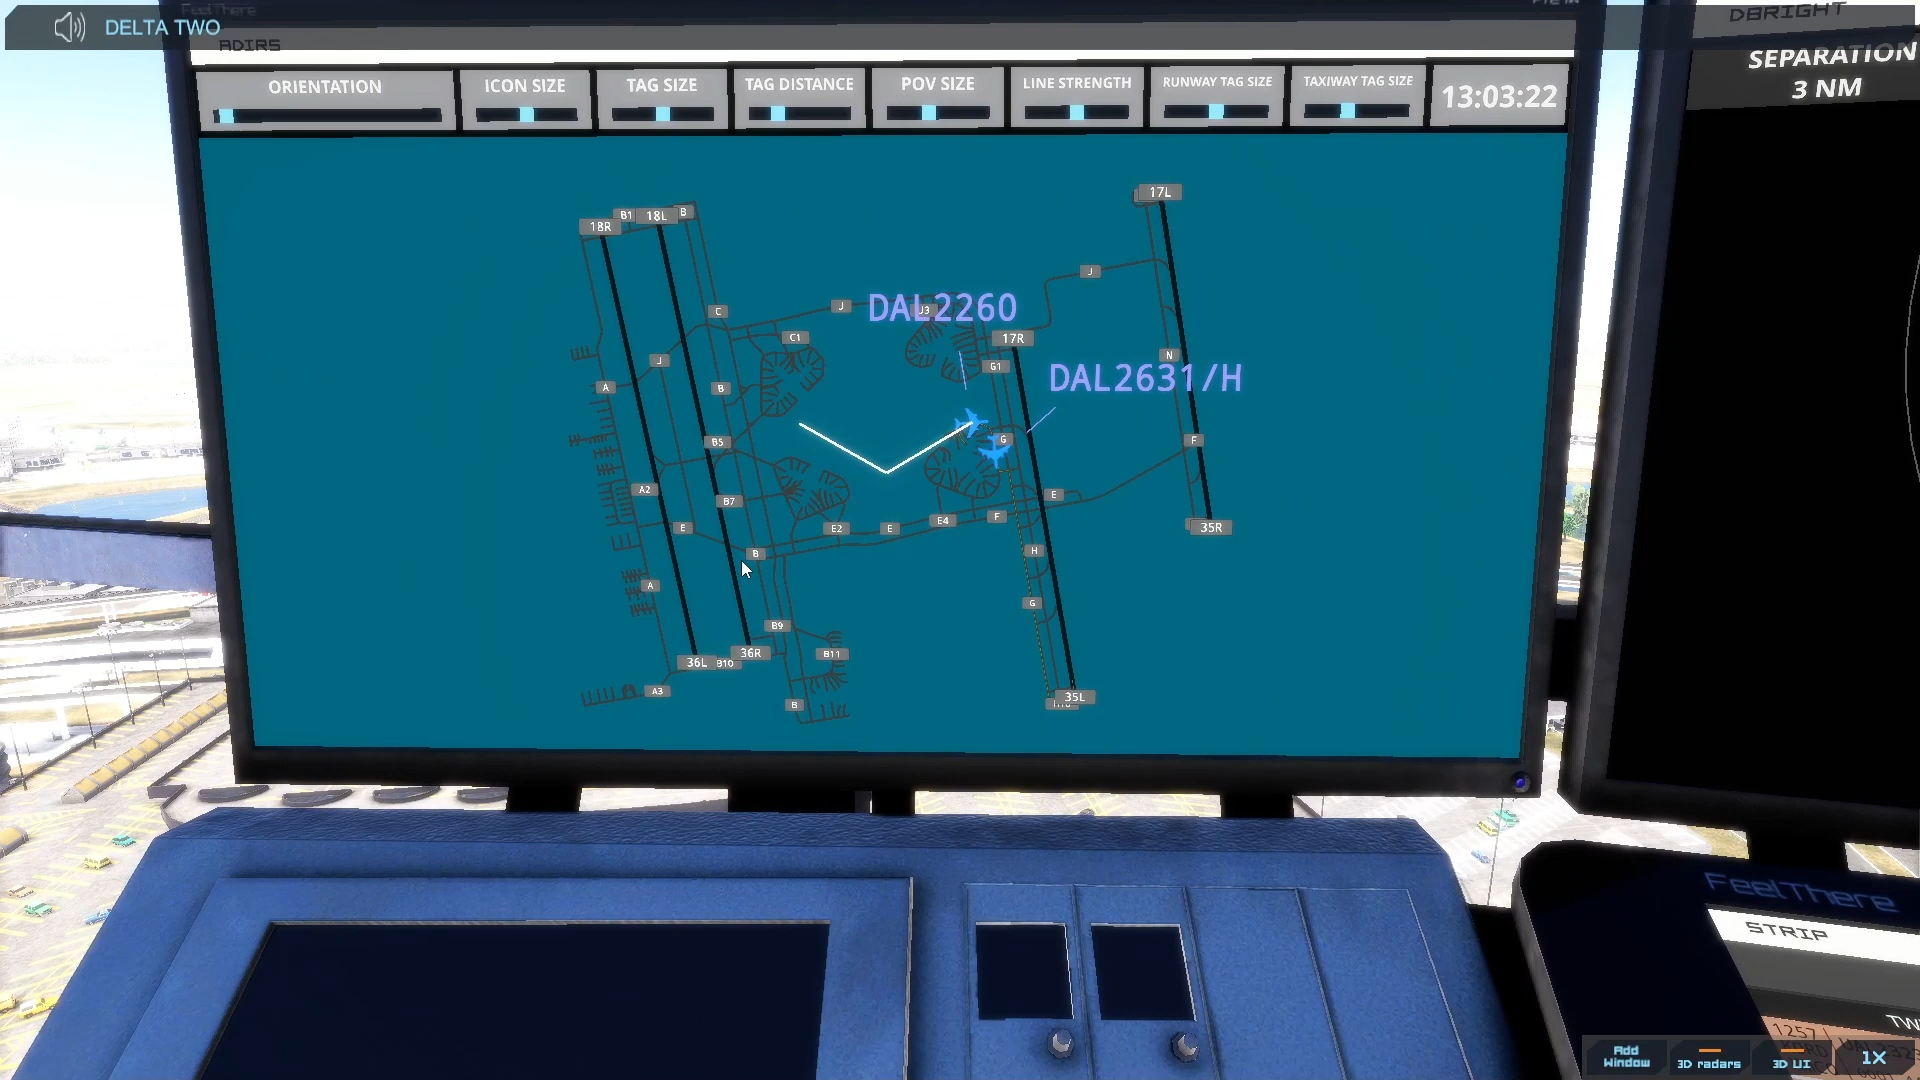 DELTA TWO
FeelThere
ADIRS
DBRIGHT
SEPARATION
3 NM
ORIENTATION
ICON SIZE
TAG SIZE
TAG DISTANCE
POV SIZE
LINE STRENGTH
RUNWAY TAG SIZE
TAXIWAY TAG SIZE
13:03:22
17L
B1
18L
B
18R
J
DAL2260
J3
J
C
C1
17R
J
N
G1
DAL2631/H
A
B
B5
G
F
A2
B7
E
E4
F
E
E2
E
B
H
A
G
B9
36R
B11
36L
B10
A3
35L
B
35R
FeelThere
STRIP
1257
Add
Window
3D radars
3D UI
1X